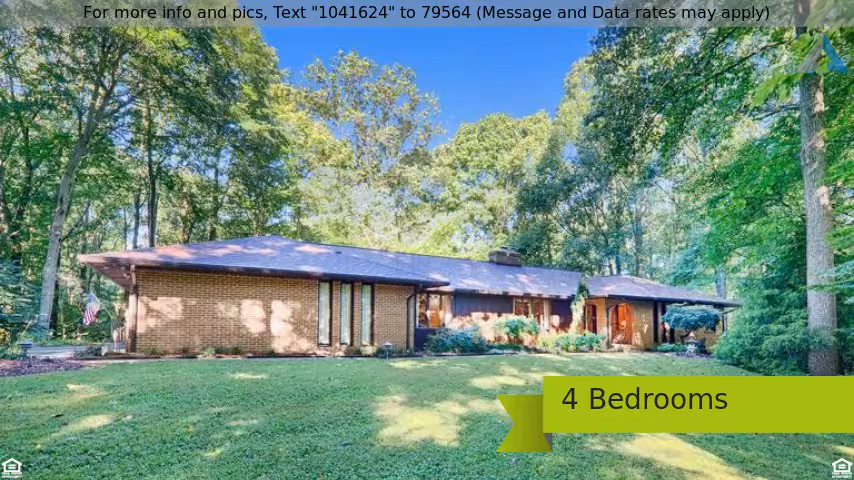 For more info and pics, Text "1041624" to 79564 (Message and Data rates may apply)
4 Bedrooms